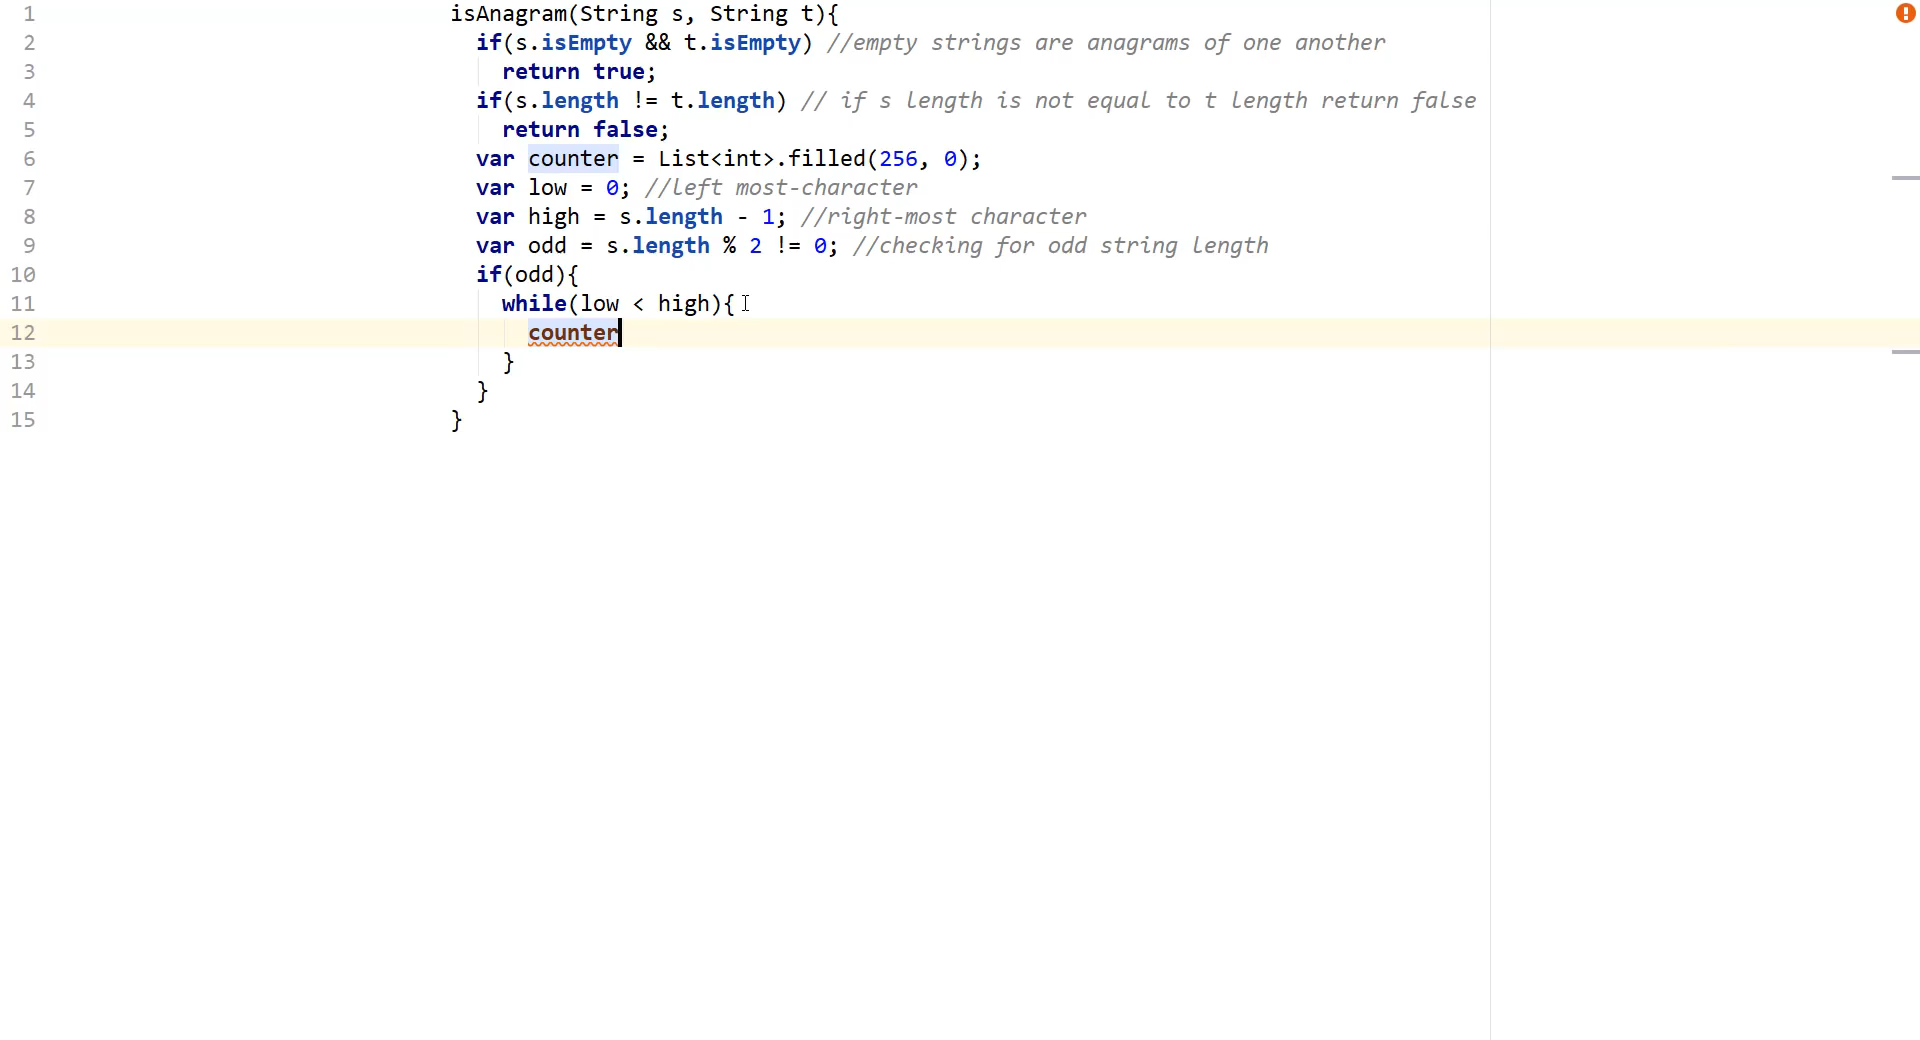 1 isAnagram(String s, String t){
2 if(s.isEmpty && t.isEmpty) //empty strings are anagrams of one another
3 return true;
4 if(s.length != t.length) // if s length is not equal to t length return false
5 return false;
6 var counter = List<int>.filled(256, 0);
7 var low = 0; //left most-character
8 var high = s.length - 1; //right-most character
9 var odd = s.length % 2 != 0; //checking for odd string length
10 if(odd){
11 while(low < high){
12 counter
13 }
14 }
15 }